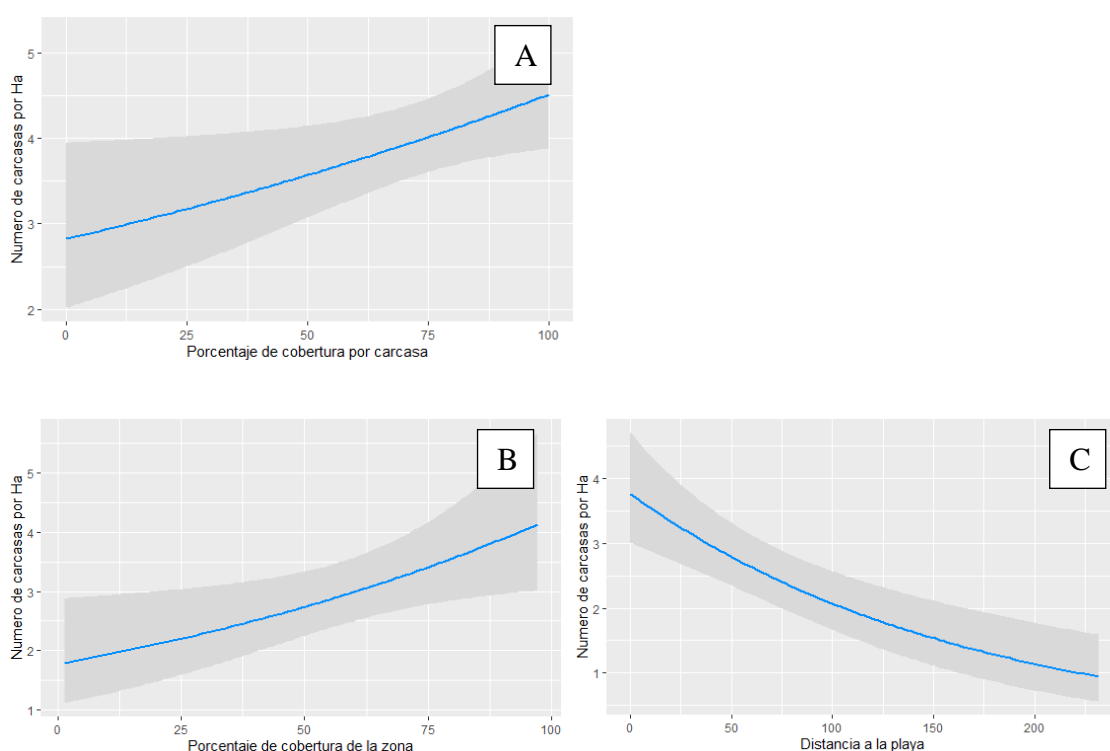 A
Numero de carcasas por Ha
5
4
3
2
0 25 50 75 100
Porcentaje de cobertura por carcasa
B
Numero de carcasas por Ha
5
4
3
2
1
0 25 50 75 100
Porcentaje de cobertura de la zona
C
Numero de carcasas por Ha
4
3
2
1
0 50 100 150 200
Distancia a la playa